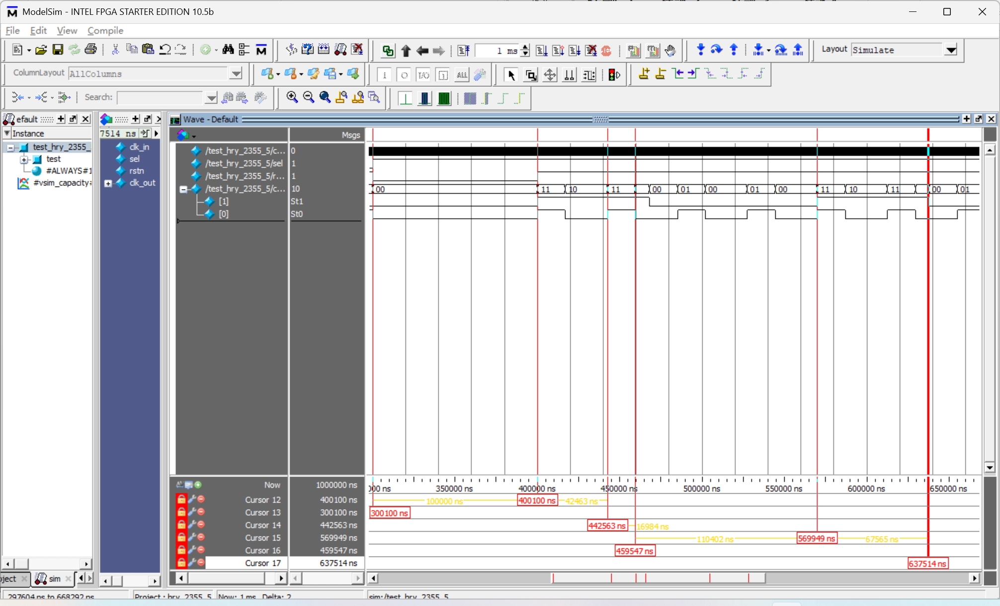 ModelSim - INTEL FPGA STARTER EDITION 10.5b
File Edit View Compile
1 ms
Layout Simulate
ColumnLayout AllColumns
ALL
Search:
efault
Instance
test_hry_2355_
test
#ALWAYS#1
#vsim_capacity#
7514 ns
clk_in
sel
rstn
clk_out
Wave - Default
Msgs
/test_hry_2355_5/c... 0
/test_hry_2355_5/sel 1
/test_hry_2355_5/r... 1
/test_hry_2355_5/c... 10
[1] St1
[0] St0
00 11 10 11 00 01 00 01 00 11 10 11 00 01
Now 1000000 ns
000 ns 350000 ns 400000 ns 450000 ns 500000 ns 550000 ns 600000 ns 650000 ns
Cursor 12 400100 ns
100000 ns 400100 ns 42463 ns
Cursor 13 300100 ns
300100 ns
Cursor 14 442563 ns
442563 ns 16984 ns
Cursor 15 569949 ns
110402 ns 569949 ns 67565 ns
Cursor 16 459547 ns
459547 ns
Cursor 17 637514 ns
637514 ns
oject sim
297604 ns to 668292 ns Project : hry_2355_5 Now: 1 ms Delta: 2 sim:/test_hry_2355_5